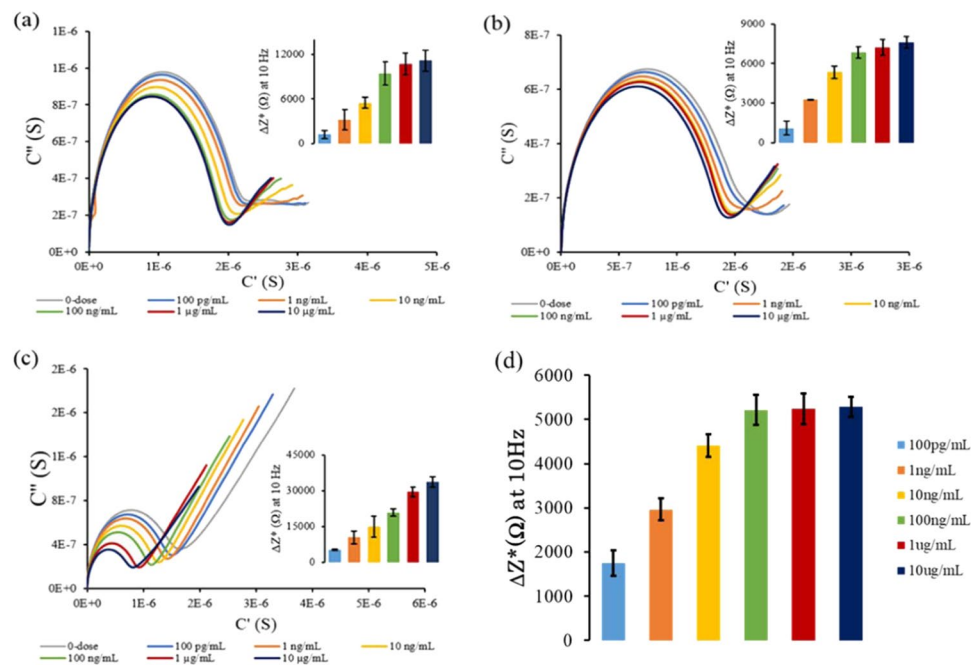 (a)
1E-6
1E-6
8E-7
6E-7
4E-7
2E-7
0E+0
C" (S)
0E+0 1E-6 2E-6 3E-6 4E-6 5E-6
C' (S)
ΔZ* (Ω) at 10 Hz
12000
6000
0
0-dose 100 pg/mL 1 ng/mL 10 ng/mL
100 ng/mL 1 µg/mL 10 µg/mL
(b)
8E-7
6E-7
4E-7
2E-7
0E+0
C" (S)
0E+0 5E-7 1E-6 2E-6 2E-6 3E-6 3E-6
C' (S)
ΔZ* (Ω) at 10 Hz
9000
6000
3000
0
0-dose 100 pg/mL 1 ng/mL 10 ng/mL
100 ng/mL 1 µg/mL 10 µg/mL
(c)
2E-6
2E-6
1E-6
8E-7
4E-7
0E+0
C" (S)
0E+0 1E-6 2E-6 3E-6 4E-6 5E-6 6E-6
C' (S)
ΔZ* (Ω) at 10 Hz
45000
30000
15000
0
0-dose 100 pg/mL 1 ng/mL 10 ng/mL
100 ng/mL 1 µg/mL 10 µg/mL
(d)
6000
5000
4000
3000
2000
1000
0
ΔZ*(Ω) at 10Hz
100pg/mL
1ng/mL
10ng/mL
100ng/mL
1ug/mL
10ug/mL